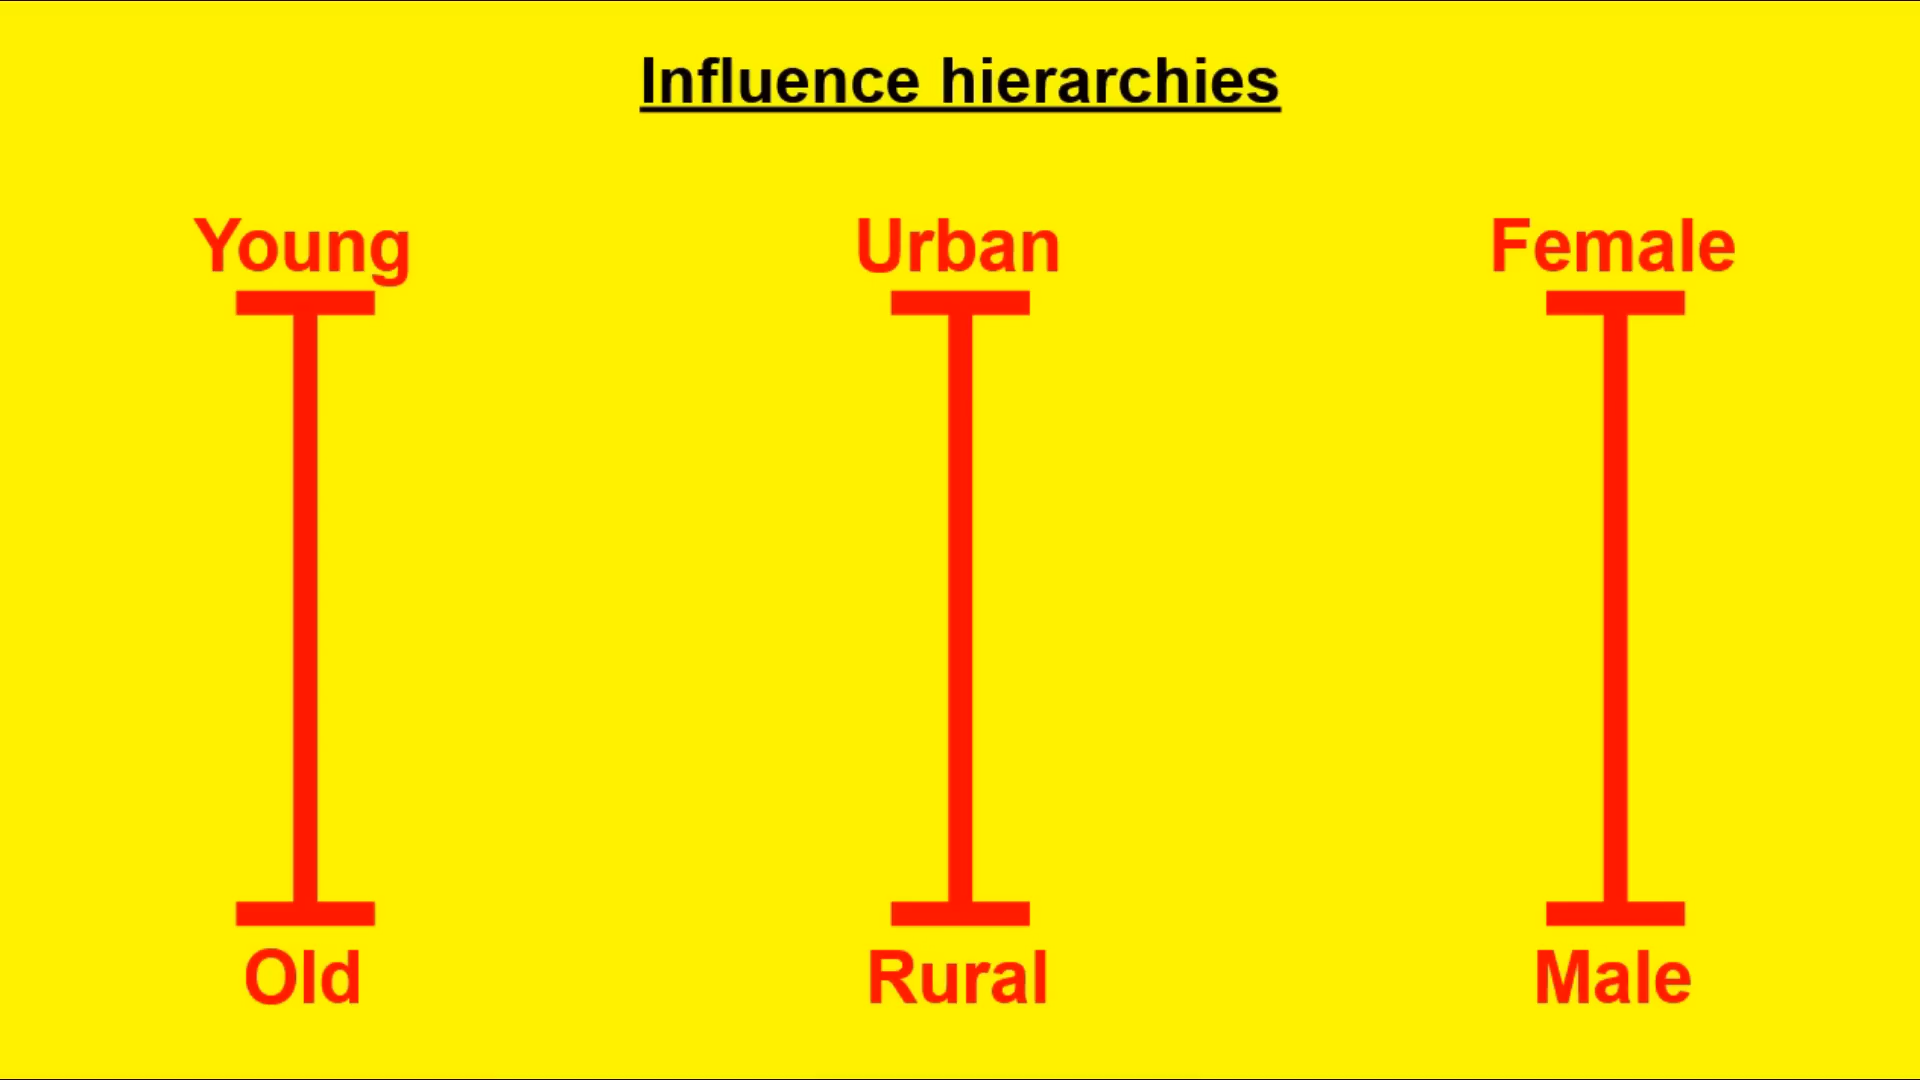 Influence hierarchies
Young
Urban
Female
Old
Rural
Male